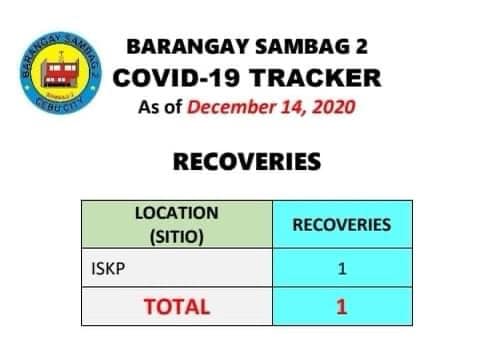 BARANGAY SAMBAG 2
CEBU CITY
BARANGAY SAMBAG 2
COVID-19 TRACKER
As of December 14, 2020
RECOVERIES
LOCATION
(SITIO)
RECOVERIES
ISKP
1
TOTAL
1